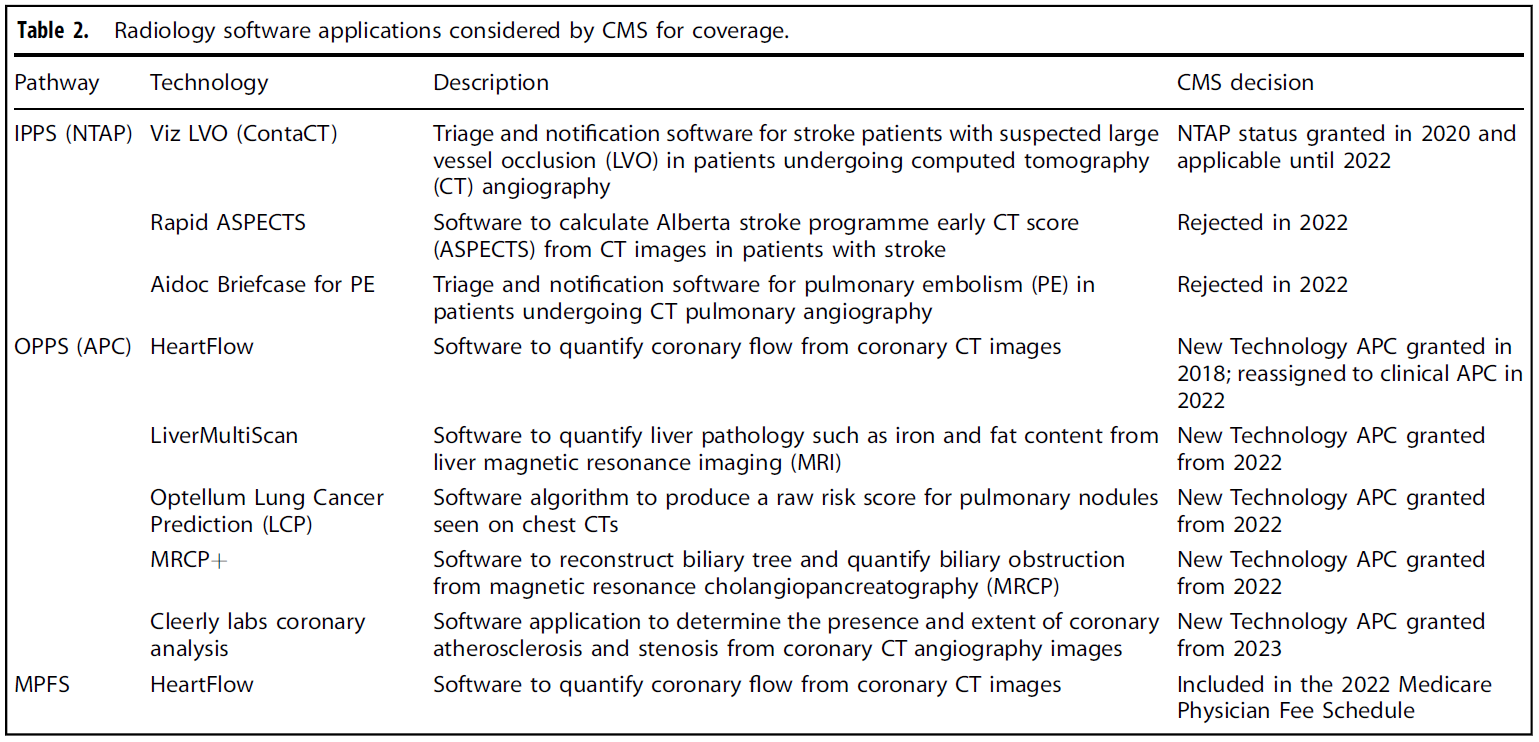 Table 2. Radiology software applications considered by CMS for coverage.
Pathway Technology Description CMS decision
IPPS (NTAP) Viz LVO (ContaCT) Triage and notification software for stroke patients with suspected large NTAP status granted in 2020 and
vessel occlusion (LVO) in patients undergoing computed tomography applicable until 2022
(CT) angiography
Rapid ASPECTS Software to calculate Alberta stroke programme early CT score Rejected in 2022
(ASPECTS) from CT images in patients with stroke
Aidoc Briefcase for PE Triage and notification software for pulmonary embolism (PE) in Rejected in 2022
patients undergoing CT pulmonary angiography
OPPS (APC) HeartFlow Software to quantify coronary flow from coronary CT images New Technology APC granted in
2018; reassigned to clinical APC in
2022
LiverMultiScan Software to quantify liver pathology such as iron and fat content from New Technology APC granted
liver magnetic resonance imaging (MRI) from 2022
Optellum Lung Cancer Software algorithm to produce a raw risk score for pulmonary nodules New Technology APC granted
Prediction (LCP) seen on chest CTs from 2022
MRCP+ Software to reconstruct biliary tree and quantify biliary obstruction New Technology APC granted
from magnetic resonance cholangiopancreatography (MRCP) from 2022
Cleerly labs coronary Software application to determine the presence and extent of coronary New Technology APC granted
analysis atherosclerosis and stenosis from coronary CT angiography images from 2023
MPFS HeartFlow Software to quantify coronary flow from coronary CT images Included in the 2022 Medicare
Physician Fee Schedule